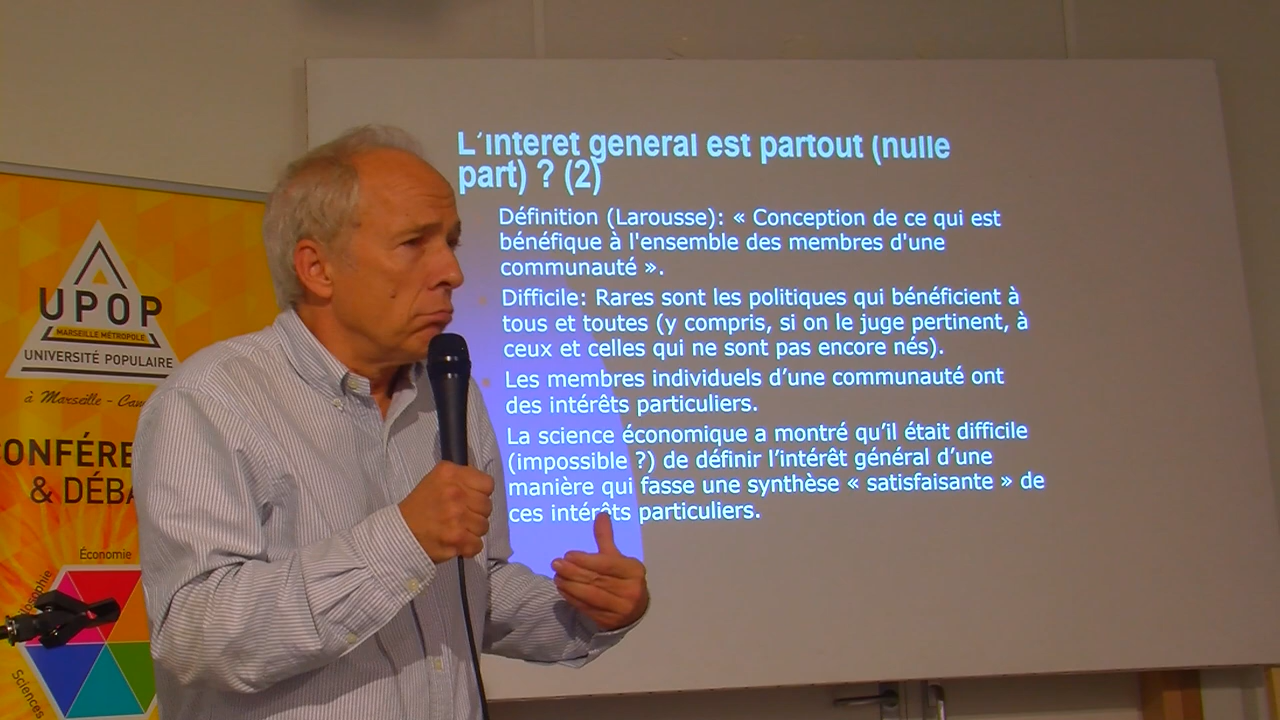 L'intérêt général est partout (nulle
part) ? (2)
Définition (Larousse): « Conception de ce qui est
bénéfique à l'ensemble des membres d'une
communauté ».
Difficile: Rares sont les politiques qui bénéficient à
tous et toutes (y compris, si on le juge pertinent, à
ceux et celles qui ne sont pas encore nés).
Les membres individuels d'une communauté ont
des intérêts particuliers.
La science économique a montré qu'il était difficile
(impossible ?) de définir l'intérêt général d'une
manière qui fasse une synthèse « satisfaisante » de
ces intérêts particuliers.
UPOP
MARSEILLE MÉTROPOLE
UNIVERSITÉ POPULAIRE
à Marseille -
& 
Économie
Sciences